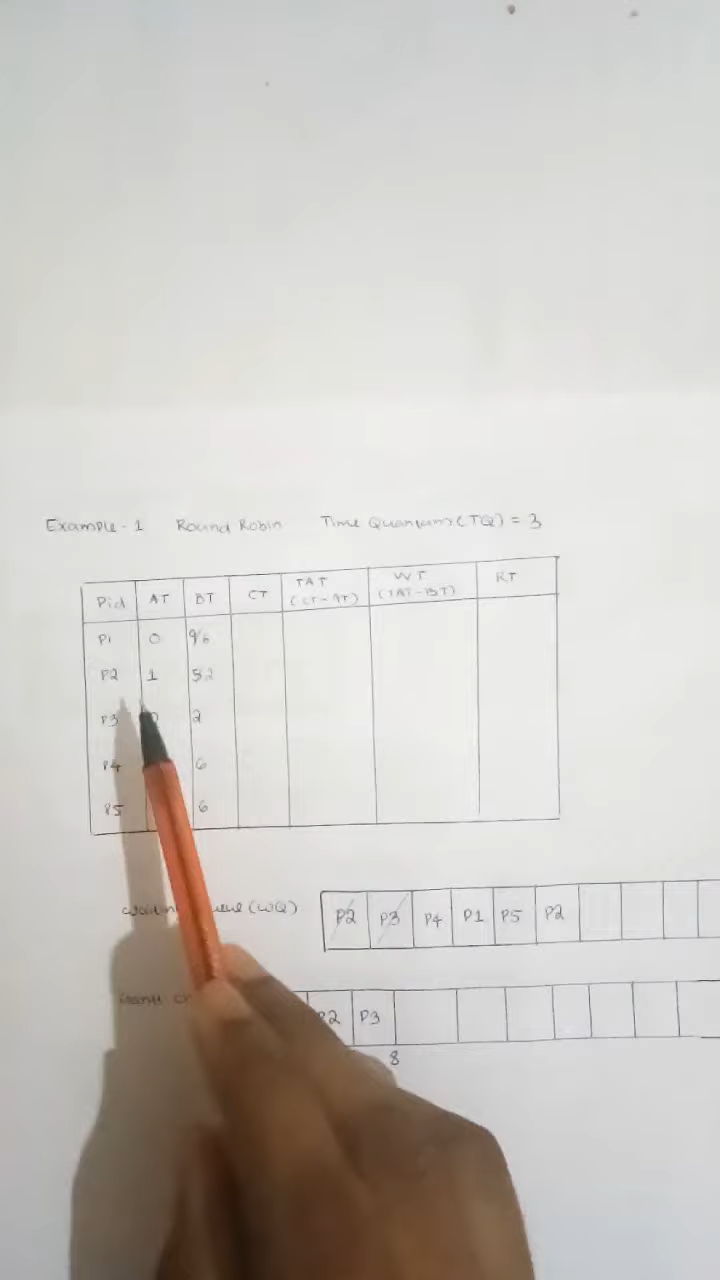 Example-1 Round Robin Time Quantum(TQ) = 3
Pid AT BT CT TAT (CT-AT) WT (TAT-BT) RT
P1 0 9 6
P2 1 5 2
P3 2
P4 6
P5 6
(WQ) P2 P3 P4 P1 P5 P2
P2 P3
8